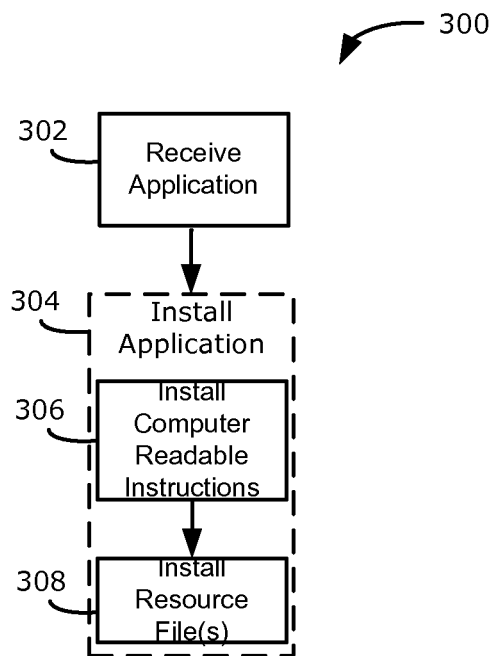 300
302
Receive
Application
304
Install
Application
306
Install
Computer
Readable
Instructions
308
Install
Resource
File(s)